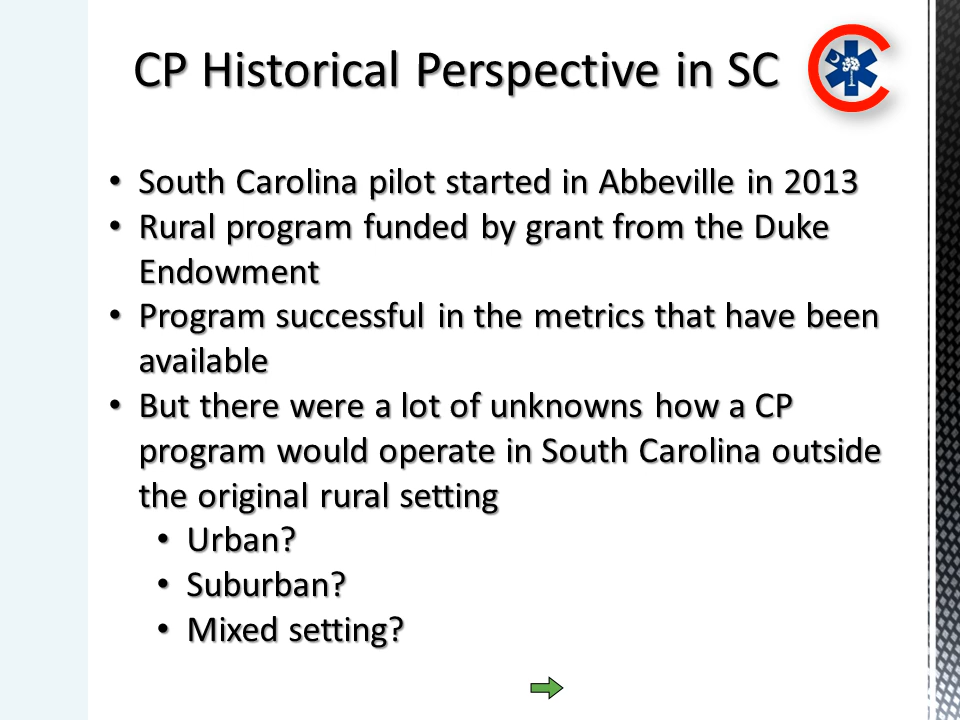 CP Historical Perspective in SC
• South Carolina pilot started in Abbeville in 2013
• Rural program funded by grant from the Duke
Endowment
• Program successful in the metrics that have been
available
• But there were a lot of unknowns how a CP
program would operate in South Carolina outside
the original rural setting
• Urban?
• Suburban?
• Mixed setting?